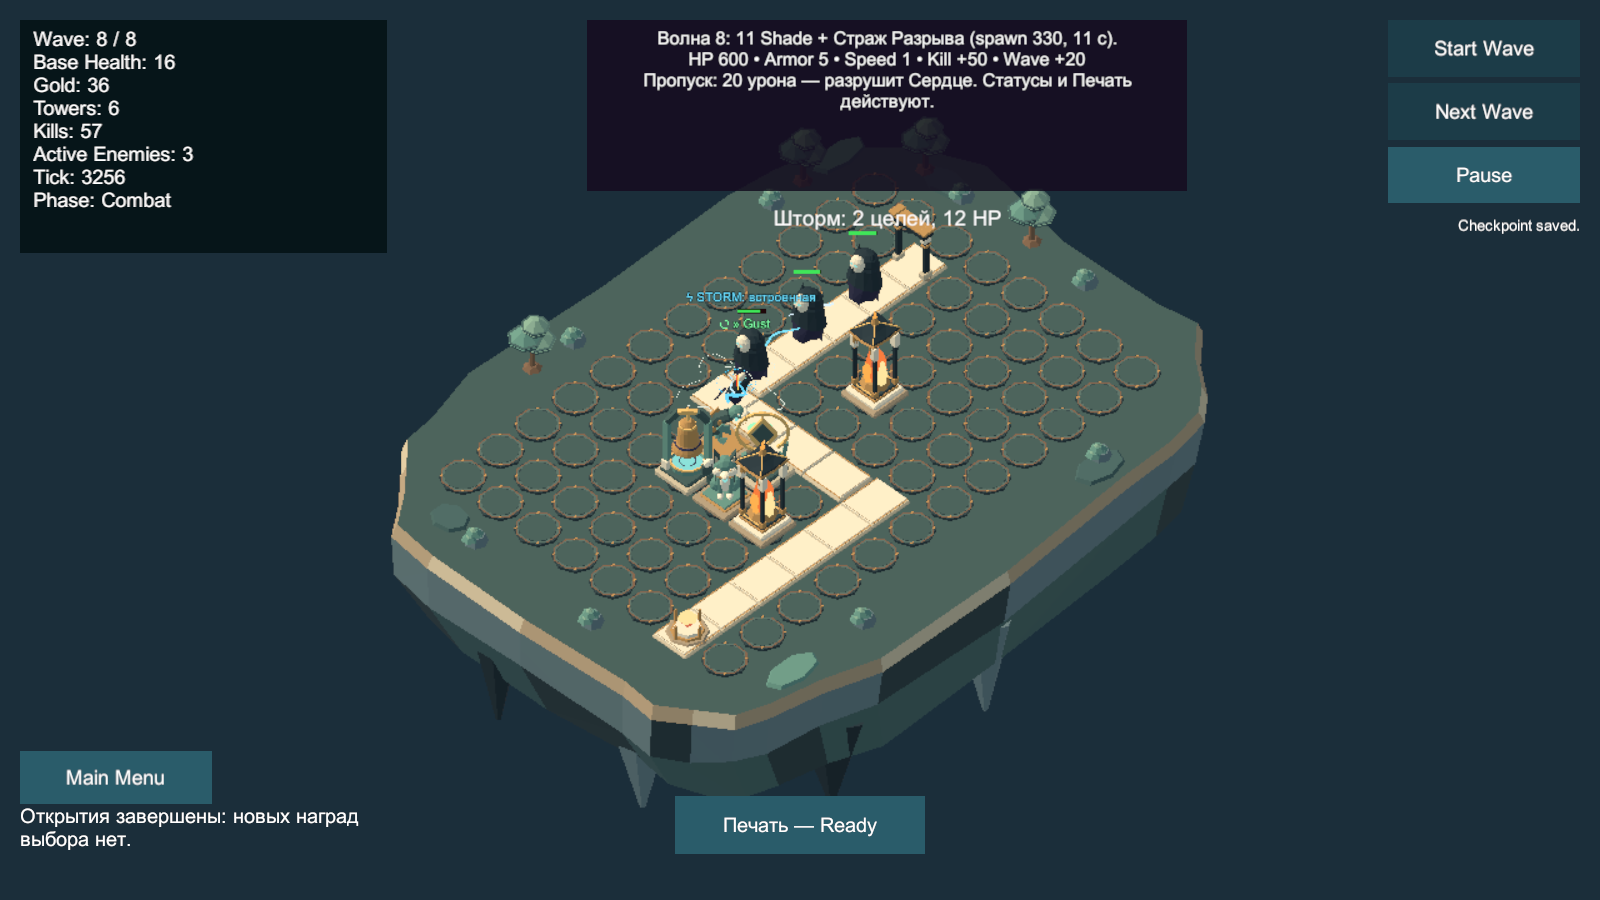 Wave: 8 / 8
Base Health: 16
Gold: 36
Towers: 6
Kills: 57
Active Enemies: 3
Tick: 3256
Phase: Combat
Волна 8: 11 Shade + Страж Разрыва (spawn 330, 11 с).
HP 600 • Armor 5 • Speed 1 • Kill +50 • Wave +20
Пропуск: 20 урона — разрушит Сердце. Статусы и Печать
действуют.
Start Wave
Next Wave
Pause
Checkpoint saved.
Шторм: 2 целей, 12 HP
ϟ STORM: встроенная
» Gust
Main Menu
Открытия завершены: новых наград
выбора нет.
Печать — Ready